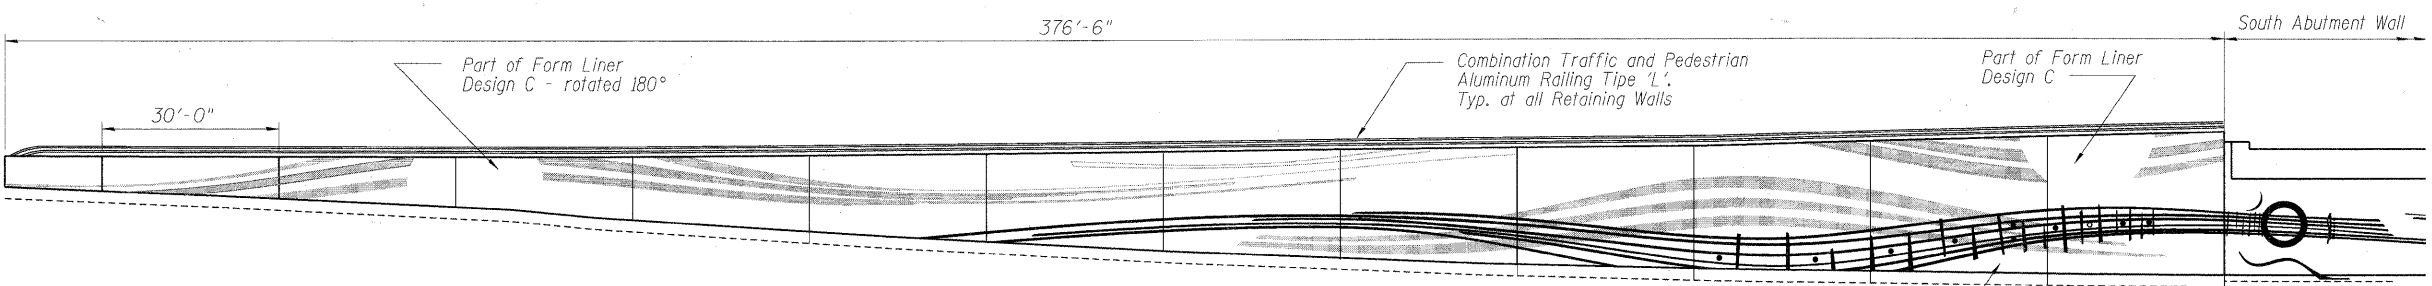 376'-6"
South Abutment Wall
Part of Form Liner
Design C - rotated 180°
Combination Traffic and Pedestrian
Aluminum Railing Tipe 'L'.
Typ. at all Retaining Walls
Part of Form Liner
Design C
30'-0"